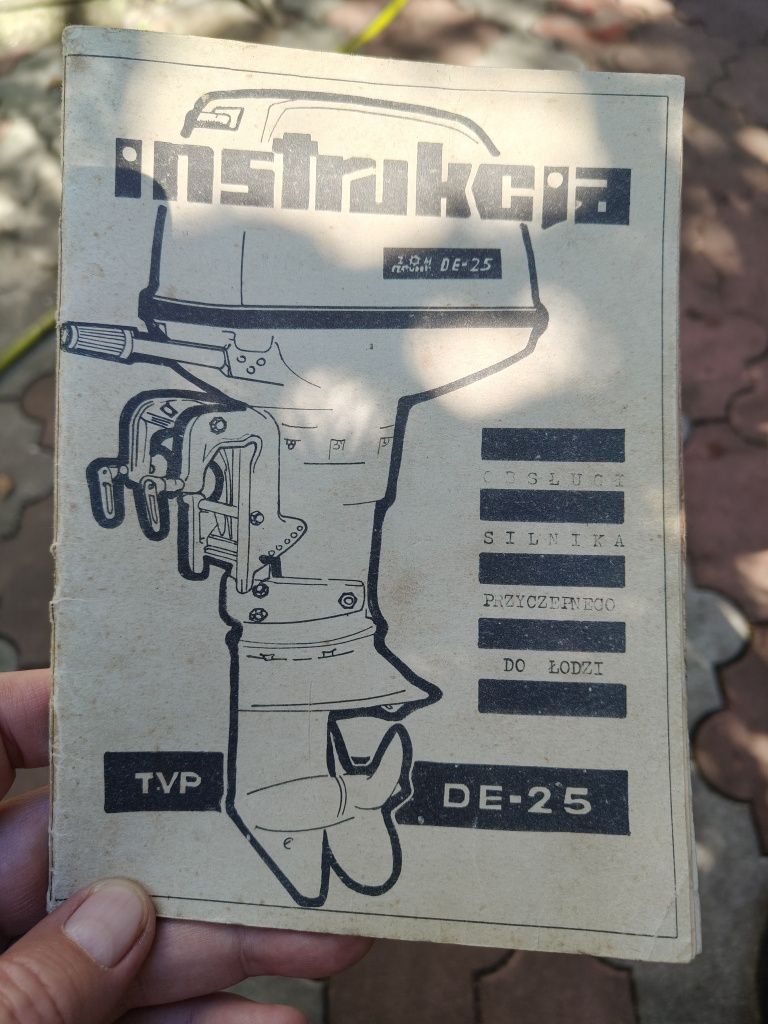 instrukcja
DE-25
OBSŁUGI
SILNIKA
PRZYCZEPNEGO
DO ŁODZI
TYP
DE-25